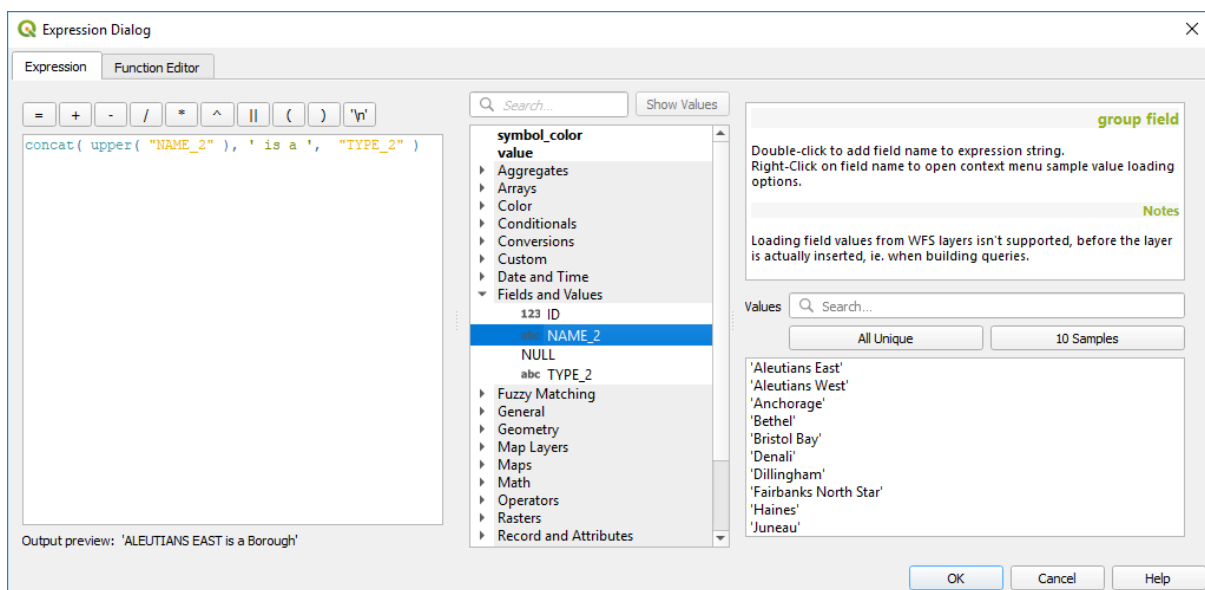 Expression Dialog
Expression Function Editor
= + - / * ^ || ( ) '\n'
concat( upper( "NAME_2" ), ' is a ',  "TYPE_2" )
Output preview: 'ALEUTIANS EAST is a Borough'
Search... Show Values
symbol_color
value
Aggregates
Arrays
Color
Conditionals
Conversions
Custom
Date and Time
Fields and Values
123 ID
abc NAME_2
NULL
abc TYPE_2
Fuzzy Matching
General
Geometry
Map Layers
Maps
Math
Operators
Rasters
Record and Attributes
group field
Double-click to add field name to expression string.
Right-Click on field name to open context menu sample value loading
options.
Notes
Loading field values from WFS layers isn't supported, before the layer
is actually inserted, ie. when building queries.
Values Search...
All Unique 10 Samples
'Aleutians East'
'Aleutians West'
'Anchorage'
'Bethel'
'Bristol Bay'
'Denali'
'Dillingham'
'Fairbanks North Star'
'Haines'
'Juneau'
OK Cancel Help